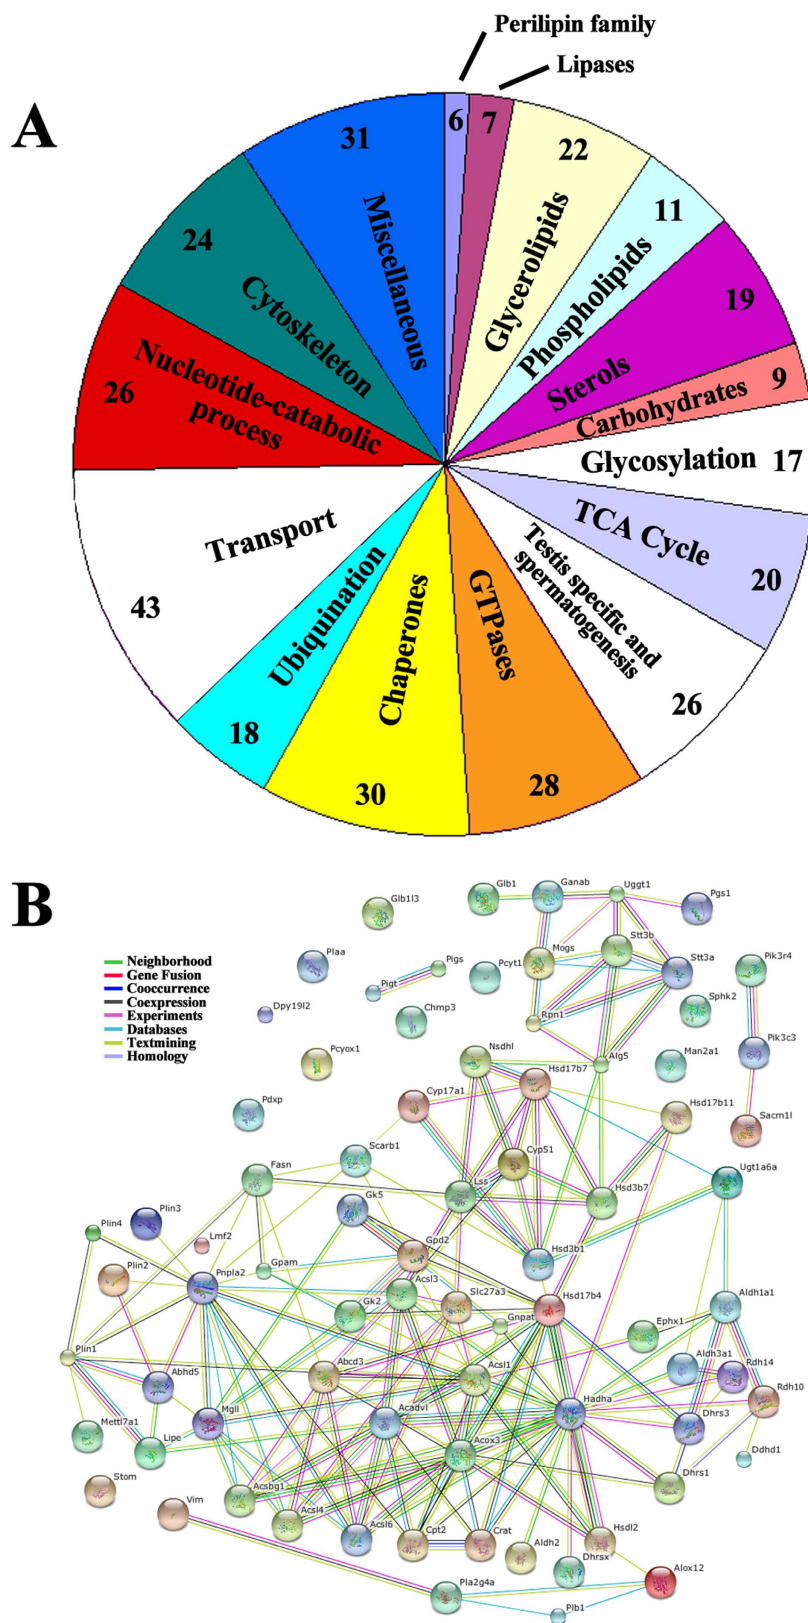 Perilipin family
Lipases
A
31
6
7
22
11
19
9
17
20
26
28
30
18
43
26
24
Miscellaneous
Glycerolipids
Phospholipids
Sterols
Carbohydrates
Glycosylation
TCA Cycle
Testis specific and
spermatogenesis
GTPases
Chaperones
Ubiquination
Transport
Nucleotide-catabolic
process
Cytoskeleton
B
Neighborhood
Gene Fusion
Cooccurrence
Coexpression
Experiments
Databases
Textmining
Homology
Glb1l3
Glb1
Ganab
Uggt1
Pgs1
Plaa
Pigs
Pigt
Pcyt1
Mogs
Stt3b
Stt3a
Pik3r4
Dpy19l2
Chmp3
Rpn1
Sphk2
Pcyox1
Nsdhl
Alg5
Man2a1
Pik3c3
Pdxp
Cyp17a1
Hsd17b7
Hsd17b11
Sacm1l
Scarb1
Cyp51
Fasn
Lss
Hsd3b7
Ugt1a6a
Plin4
Plin3
Lmf2
Gk5
Gpd2
Hsd3b1
Plin2
Pnpla2
Gpam
Acsl3
Slc27a3
Hsd17b4
Gk2
Gnpat
Ephx1
Aldh1a1
Plin1
Abhd5
Abcd3
Acsl1
Aldh3a1
Rdh14
Rdh10
Mettl7a1
Lipe
Mgll
Acadvl
Hadha
Dhrs3
Acox3
Ddhd1
Stom
Vim
Acsbg1
Acsl4
Acsl6
Cpt2
Crat
Aldh2
Hsdl2
Dhrs1
Dhrsx
Pla2g4a
Plb1
Alox12